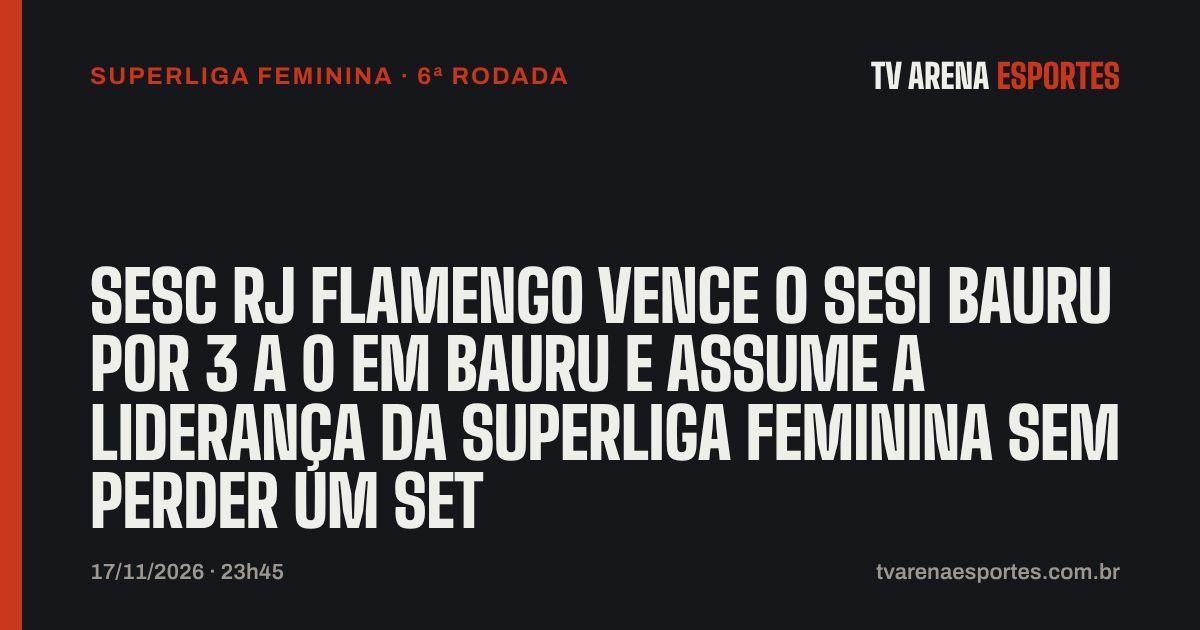 SUPERLIGA FEMININA · 6ª RODADA
TV ARENA ESPORTES
SESC RJ FLAMENGO VENCE O SESI BAURU
POR 3 A 0 EM BAURU E ASSUME A
LIDERANÇA DA SUPERLIGA FEMININA SEM
PERDER UM SET
17/11/2026 · 23h45
tvarenaesportes.com.br